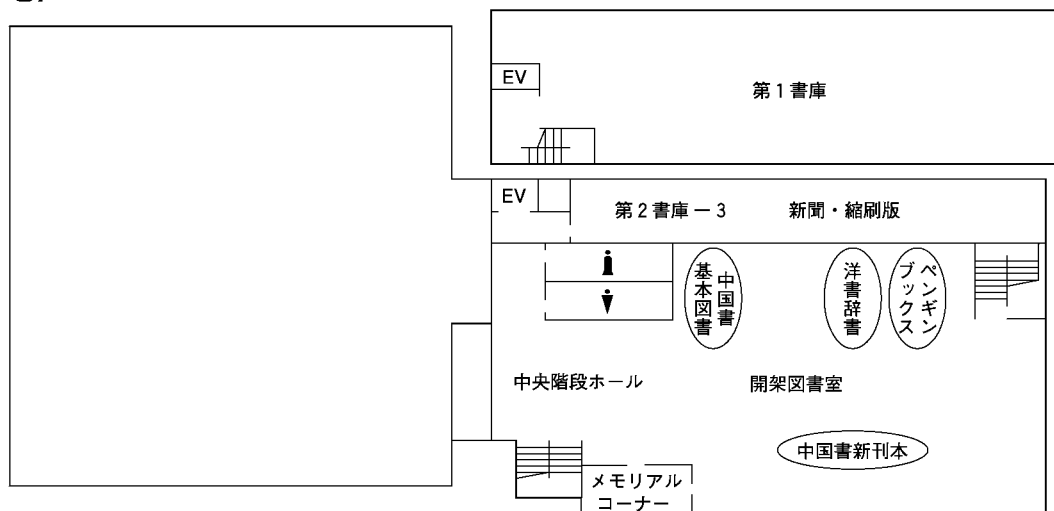 EV
第1書庫
EV
第2書庫－3
新聞・縮刷版
中国書
基本図書
洋書辞書
ペンギン
ブックス
中央階段ホール
開架図書室
中国書新刊本
メモリアル
コーナー